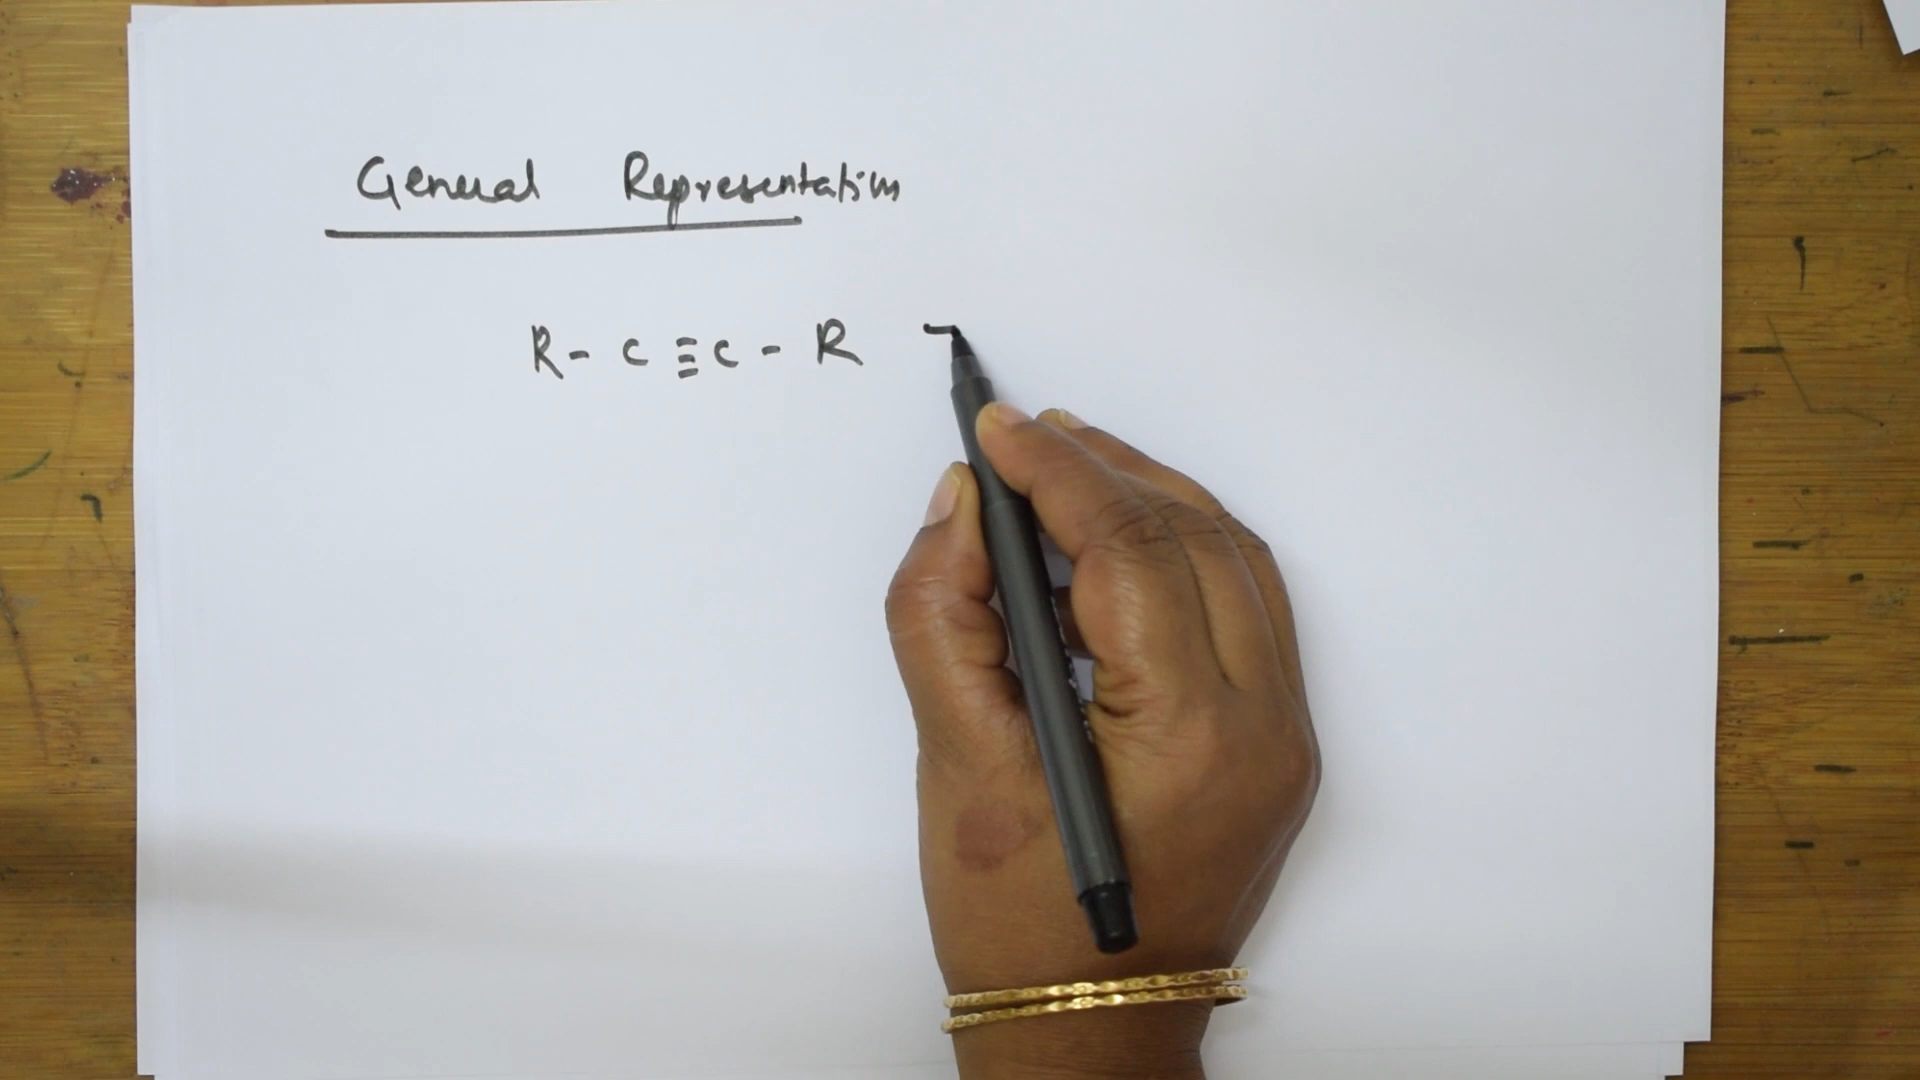 General Representation
R - C ≡ C - R